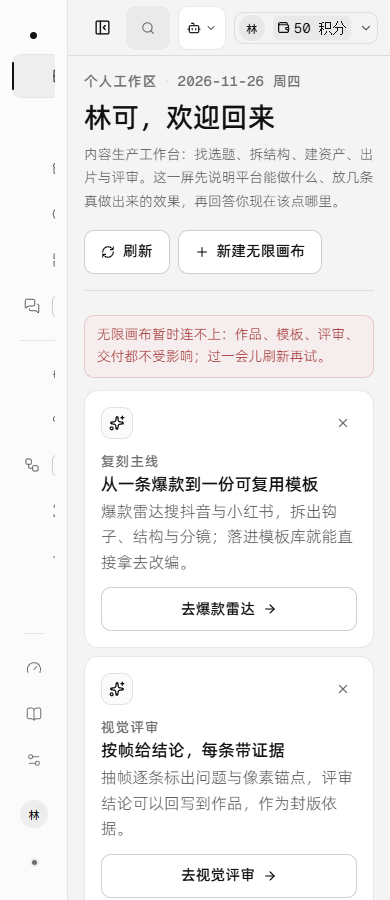 林 50 积分
个人工作区 · 2026-11-26 周四
林可，欢迎回来
内容生产工作台：找选题、拆结构、建资产、出
片与评审。这一屏先说明平台能做什么、放几条
真做出来的效果，再回答你现在该点哪里。
刷新 新建无限画布
无限画布暂时连不上：作品、模板、评审、
交付都不受影响；过一会儿刷新再试。
复刻主线
从一条爆款到一份可复用模板
爆款雷达搜抖音与小红书，拆出钩
子、结构与分镜；落进模板库就能直
接拿去改编。
去爆款雷达 →
视觉评审
按帧给结论，每条带证据
抽帧逐条标出问题与像素锚点，评审
结论可以回写到作品，作为封版依
据。
去视觉评审 →
林